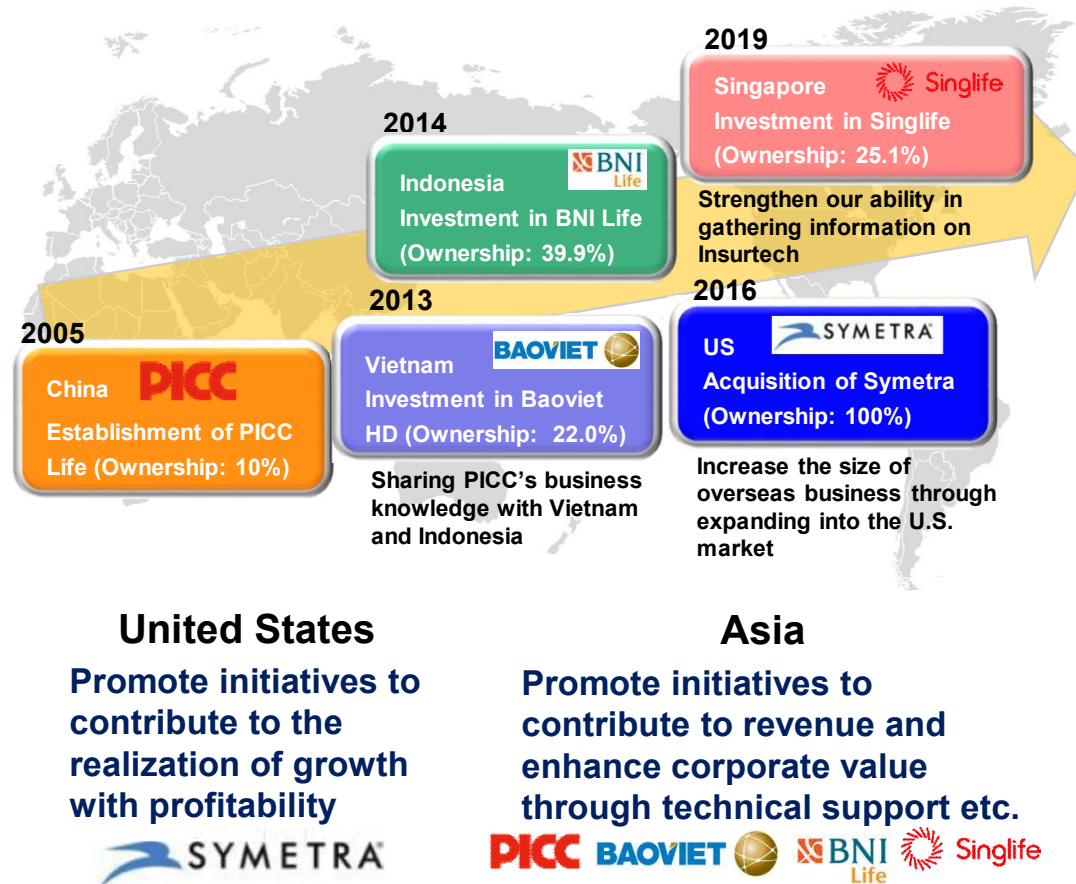 2005
China
PICC
Establishment of PICC
Life (Ownership: 10%)
2013
Vietnam
BAOVIET
Investment in Baoviet
HD (Ownership: 22.0%)
Sharing PICC's business
knowledge with Vietnam
and Indonesia
2014
Indonesia
BNI
Life
Investment in BNI Life
(Ownership: 39.9%)
2016
US
SYMETRA
Acquisition of Symetra
(Ownership: 100%)
Increase the size of
overseas business through
expanding into the U.S.
market
2019
Singapore
Singlife
Investment in Singlife
(Ownership: 25.1%)
Strengthen our ability in
gathering information on
Insurtech
United States
Promote initiatives to
contribute to the
realization of growth
with profitability
SYMETRA
Asia
Promote initiatives to
contribute to revenue and
enhance corporate value
through technical support etc.
PICC
BAOVIET
BNI
Life
Singlife